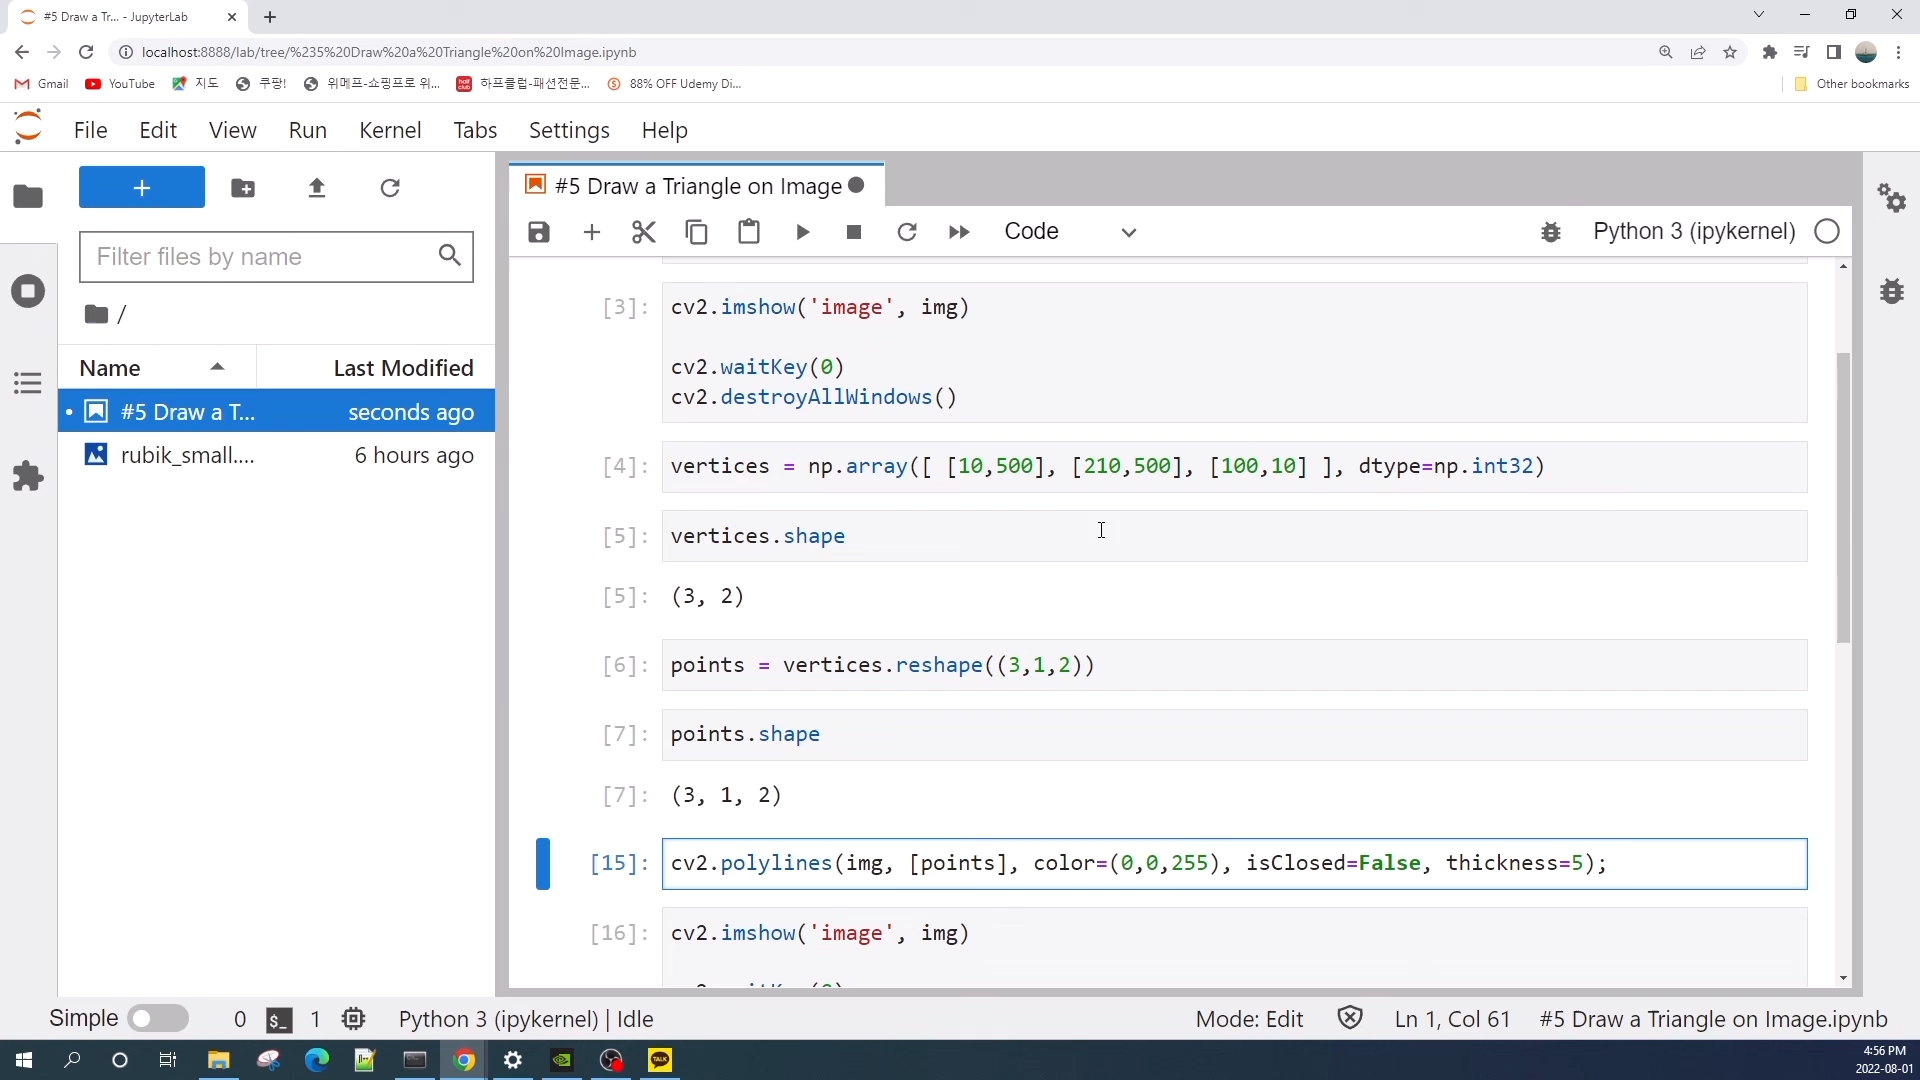 #5 Draw a Tr... - JupyterLab
localhost:8888/lab/tree/%235%20Draw%20a%20Triangle%20on%20Image.ipynb
Gmail YouTube 지도 쿠팡! 위메프-쇼핑프로 위... 하프클럽-패션전문... 88% OFF Udemy Di... Other bookmarks
File Edit View Run Kernel Tabs Settings Help
#5 Draw a Triangle on Image
Code Python 3 (ipykernel)
Filter files by name
/
Name Last Modified
#5 Draw a T... seconds ago
rubik_small.... 6 hours ago
[3]: cv2.imshow('image', img)
cv2.waitKey(0)
cv2.destroyAllWindows()
[4]: vertices = np.array([ [10,500], [210,500], [100,10] ], dtype=np.int32)
[5]: vertices.shape
[5]: (3, 2)
[6]: points = vertices.reshape((3,1,2))
[7]: points.shape
[7]: (3, 1, 2)
[15]: cv2.polylines(img, [points], color=(0,0,255), isClosed=False, thickness=5);
[16]: cv2.imshow('image', img)
Simple 0 $_ 1 Python 3 (ipykernel) | Idle Mode: Edit Ln 1, Col 61 #5 Draw a Triangle on Image.ipynb
TALK
4:56 PM
2022-08-01